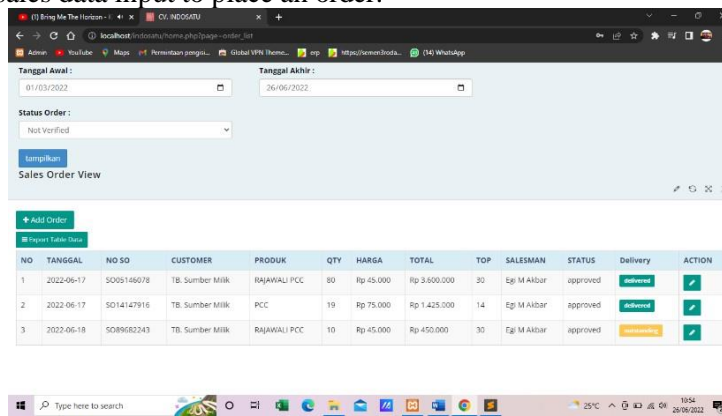 sales data input to place an order.
(1) Bring Me The Horizon - 
CV. INDOSATU
localhost/indosatu/home.php?page=order_list
Admin YouTube Maps Permintaan pengisi... Global VPN Iheme... erp (14) WhatsApp
Tanggal Awal : Tanggal Akhir :
01/03/2022 26/06/2022
Status Order :
Not Verified
tampilkan
Sales Order View
+ Add Order
Export Table Data
NO TANGGAL NO SO CUSTOMER PRODUK QTY HARGA TOTAL TOP SALESMAN STATUS Delivery ACTION
1 2022-06-17 SO05146078 TB. Sumber Milik RAJAWALI PCC 80 Rp 45.000 Rp 3.600.000 30 Egi M Akbar approved delivered
2 2022-06-17 SO14147916 TB. Sumber Milik PCC 19 Rp 75.000 Rp 1.425.000 14 Egi M Akbar approved delivered
3 2022-06-18 SO89682243 TB. Sumber Milik RAJAWALI PCC 10 Rp 45.000 Rp 450.000 30 Egi M Akbar approved outstanding
Type here to search
25°C
10:54
26/06/2022